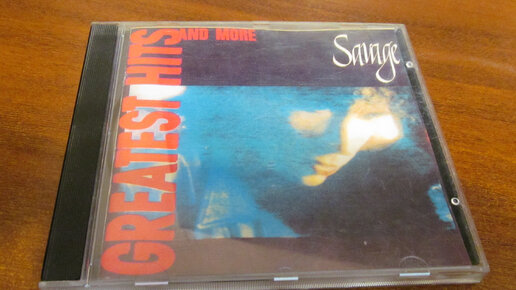 GREATEST HITS
AND MORE
Savage